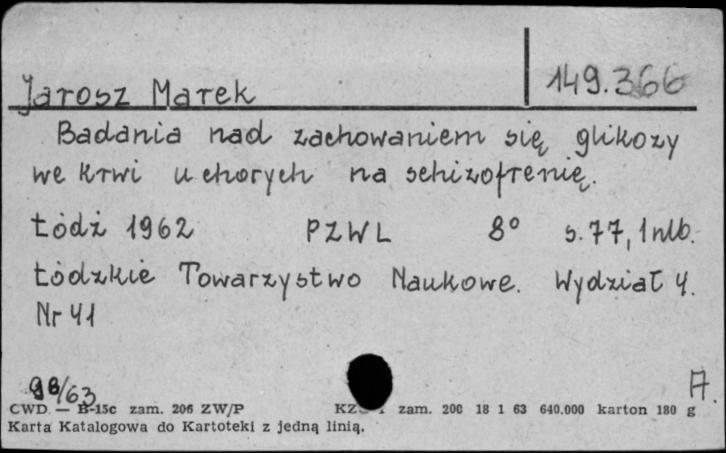 149.366
Jarosz Marek
Badania nad zachowaniem się glikozy
we krwi u chorych na schizofrenię.
Łódź 1962 PZWL 8° s. 77, 1 nlb.
Łódzkie Towarzystwo Naukowe. Wydział 4.
Nr 41
98/63 A.
CWD — B-15c zam. 206 ZW/P zam. 200 18 1 63 640.000 karton 180 g
Karta Katalogowa do Kartoteki z jedną linią.